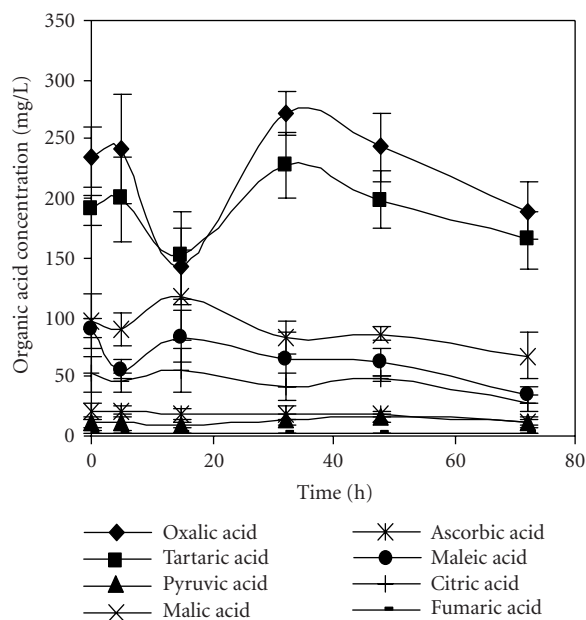 350
300
250
200
150
100
50
0
Organic acid concentration (mg/L)
0 20 40 60 80
Time (h)
Oxalic acid
Tartaric acid
Pyruvic acid
Malic acid
Ascorbic acid
Maleic acid
Citric acid
Fumaric acid